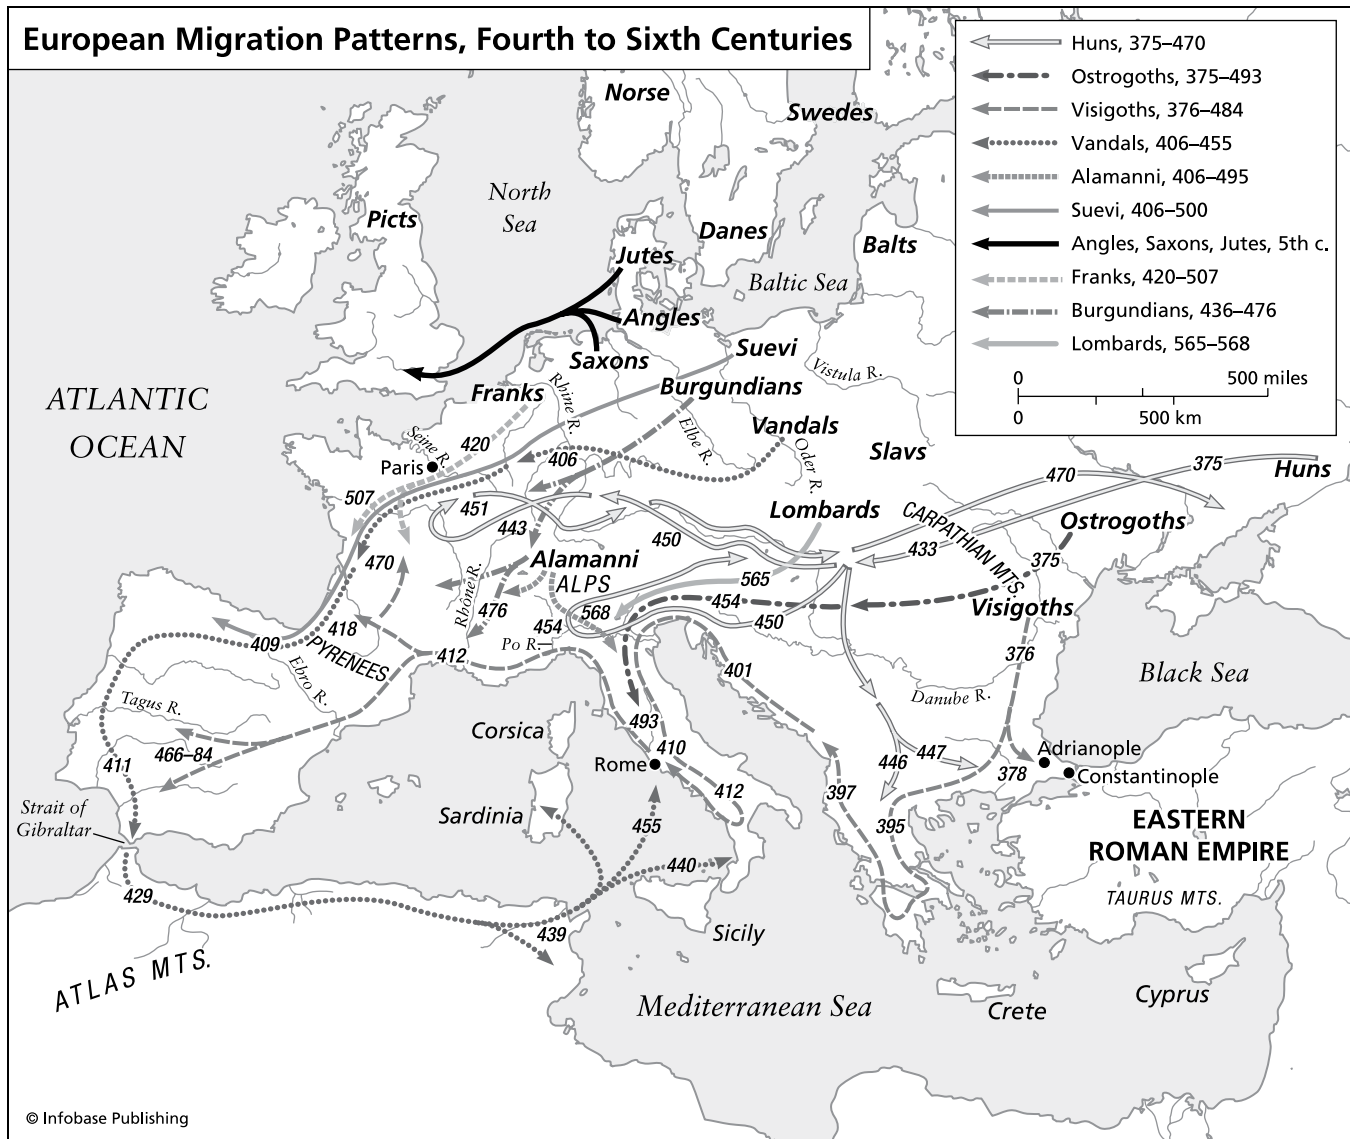 European Migration Patterns, Fourth to Sixth Centuries
Huns, 375–470
Ostrogoths, 375–493
Visigoths, 376–484
Vandals, 406–455
Alamanni, 406–495
Suevi, 406–500
Angles, Saxons, Jutes, 5th c.
Franks, 420–507
Burgundians, 436–476
Lombards, 565–568
0 500 miles
0 500 km
Norse
Swedes
North
Sea
Picts
Danes
Balts
Jutes
Baltic Sea
Angles
Saxons
Suevi
Vistula R.
Burgundians
Franks
Rhine R.
ATLANTIC
OCEAN
Elbe R.
Vandals
Oder R.
Slavs
Seine R.
420
406
Paris
Huns
375
470
507
451
443
450
Lombards
CARPATHIAN MTS.
433
Ostrogoths
375
470
Alamanni
ALPS
565
Rhône R.
476
568
454
Visigoths
418
454
450
409
PYRENEES
412
Po R.
376
Ebro R.
401
Black Sea
Tagus R.
Danube R.
Corsica
493
410
466–84
411
Rome
446
447
Adrianople
378
Constantinople
412
397
Strait of
Gibraltar
Sardinia
455
395
EASTERN
ROMAN EMPIRE
440
429
TAURUS MTS.
439
Sicily
ATLAS MTS.
Mediterranean Sea
Crete
Cyprus
© Infobase Publishing